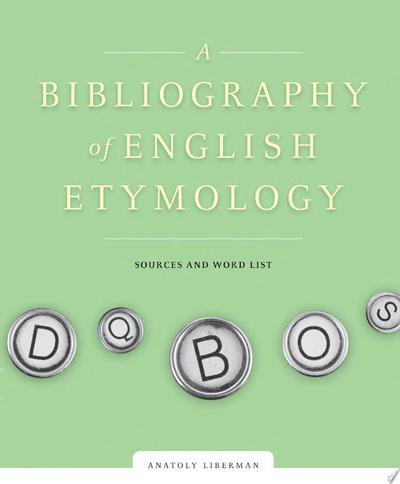 A
BIBLIOGRAPHY
of ENGLISH
ETYMOLOGY
SOURCES AND WORD LIST
D Q B O S
ANATOLY LIBERMAN